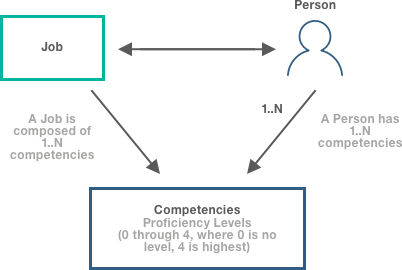 Person
Job
1..N
A Job is
composed of
1..N
competencies
A Person has
1..N
competencies
Competencies
Proficiency Levels
(0 through 4, where 0 is no
level, 4 is highest)